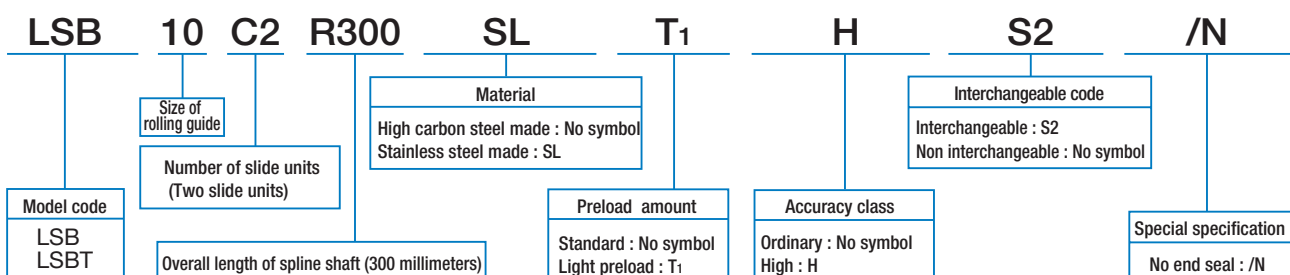 LSB 10 C2 R300 SL T1 H S2 /N
Size of
rolling guide
Number of slide units
(Two slide units)
Model code
LSB
LSBT
Overall length of spline shaft (300 millimeters)
Material
High carbon steel made : No symbol
Stainless steel made : SL
Preload amount
Standard : No symbol
Light preload : T1
Accuracy class
Ordinary : No symbol
High : H
Interchangeable code
Interchangeable : S2
Non interchangeable : No symbol
Special specification
No end seal : /N